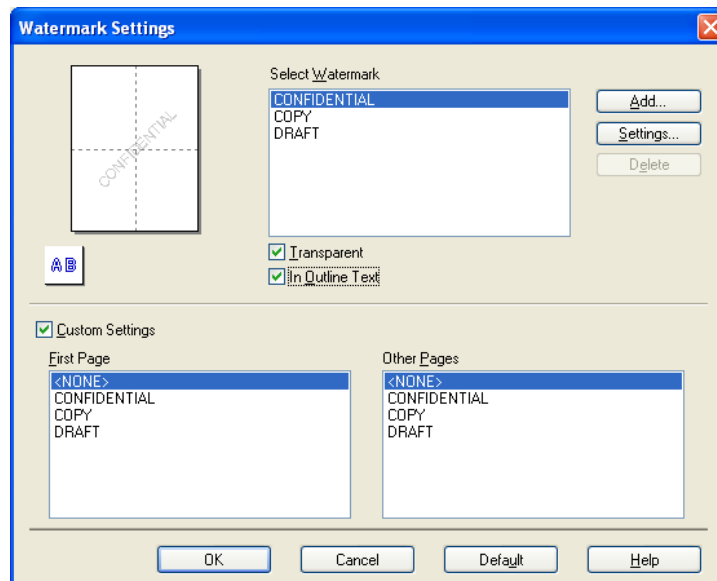 Watermark Settings
CONFIDENTIAL
AB
Select Watermark
CONFIDENTIAL
COPY
DRAFT
Add...
Settings...
Delete
Transparent
In Outline Text
Custom Settings
First Page
<NONE>
CONFIDENTIAL
COPY
DRAFT
Other Pages
<NONE>
CONFIDENTIAL
COPY
DRAFT
OK
Cancel
Default
Help